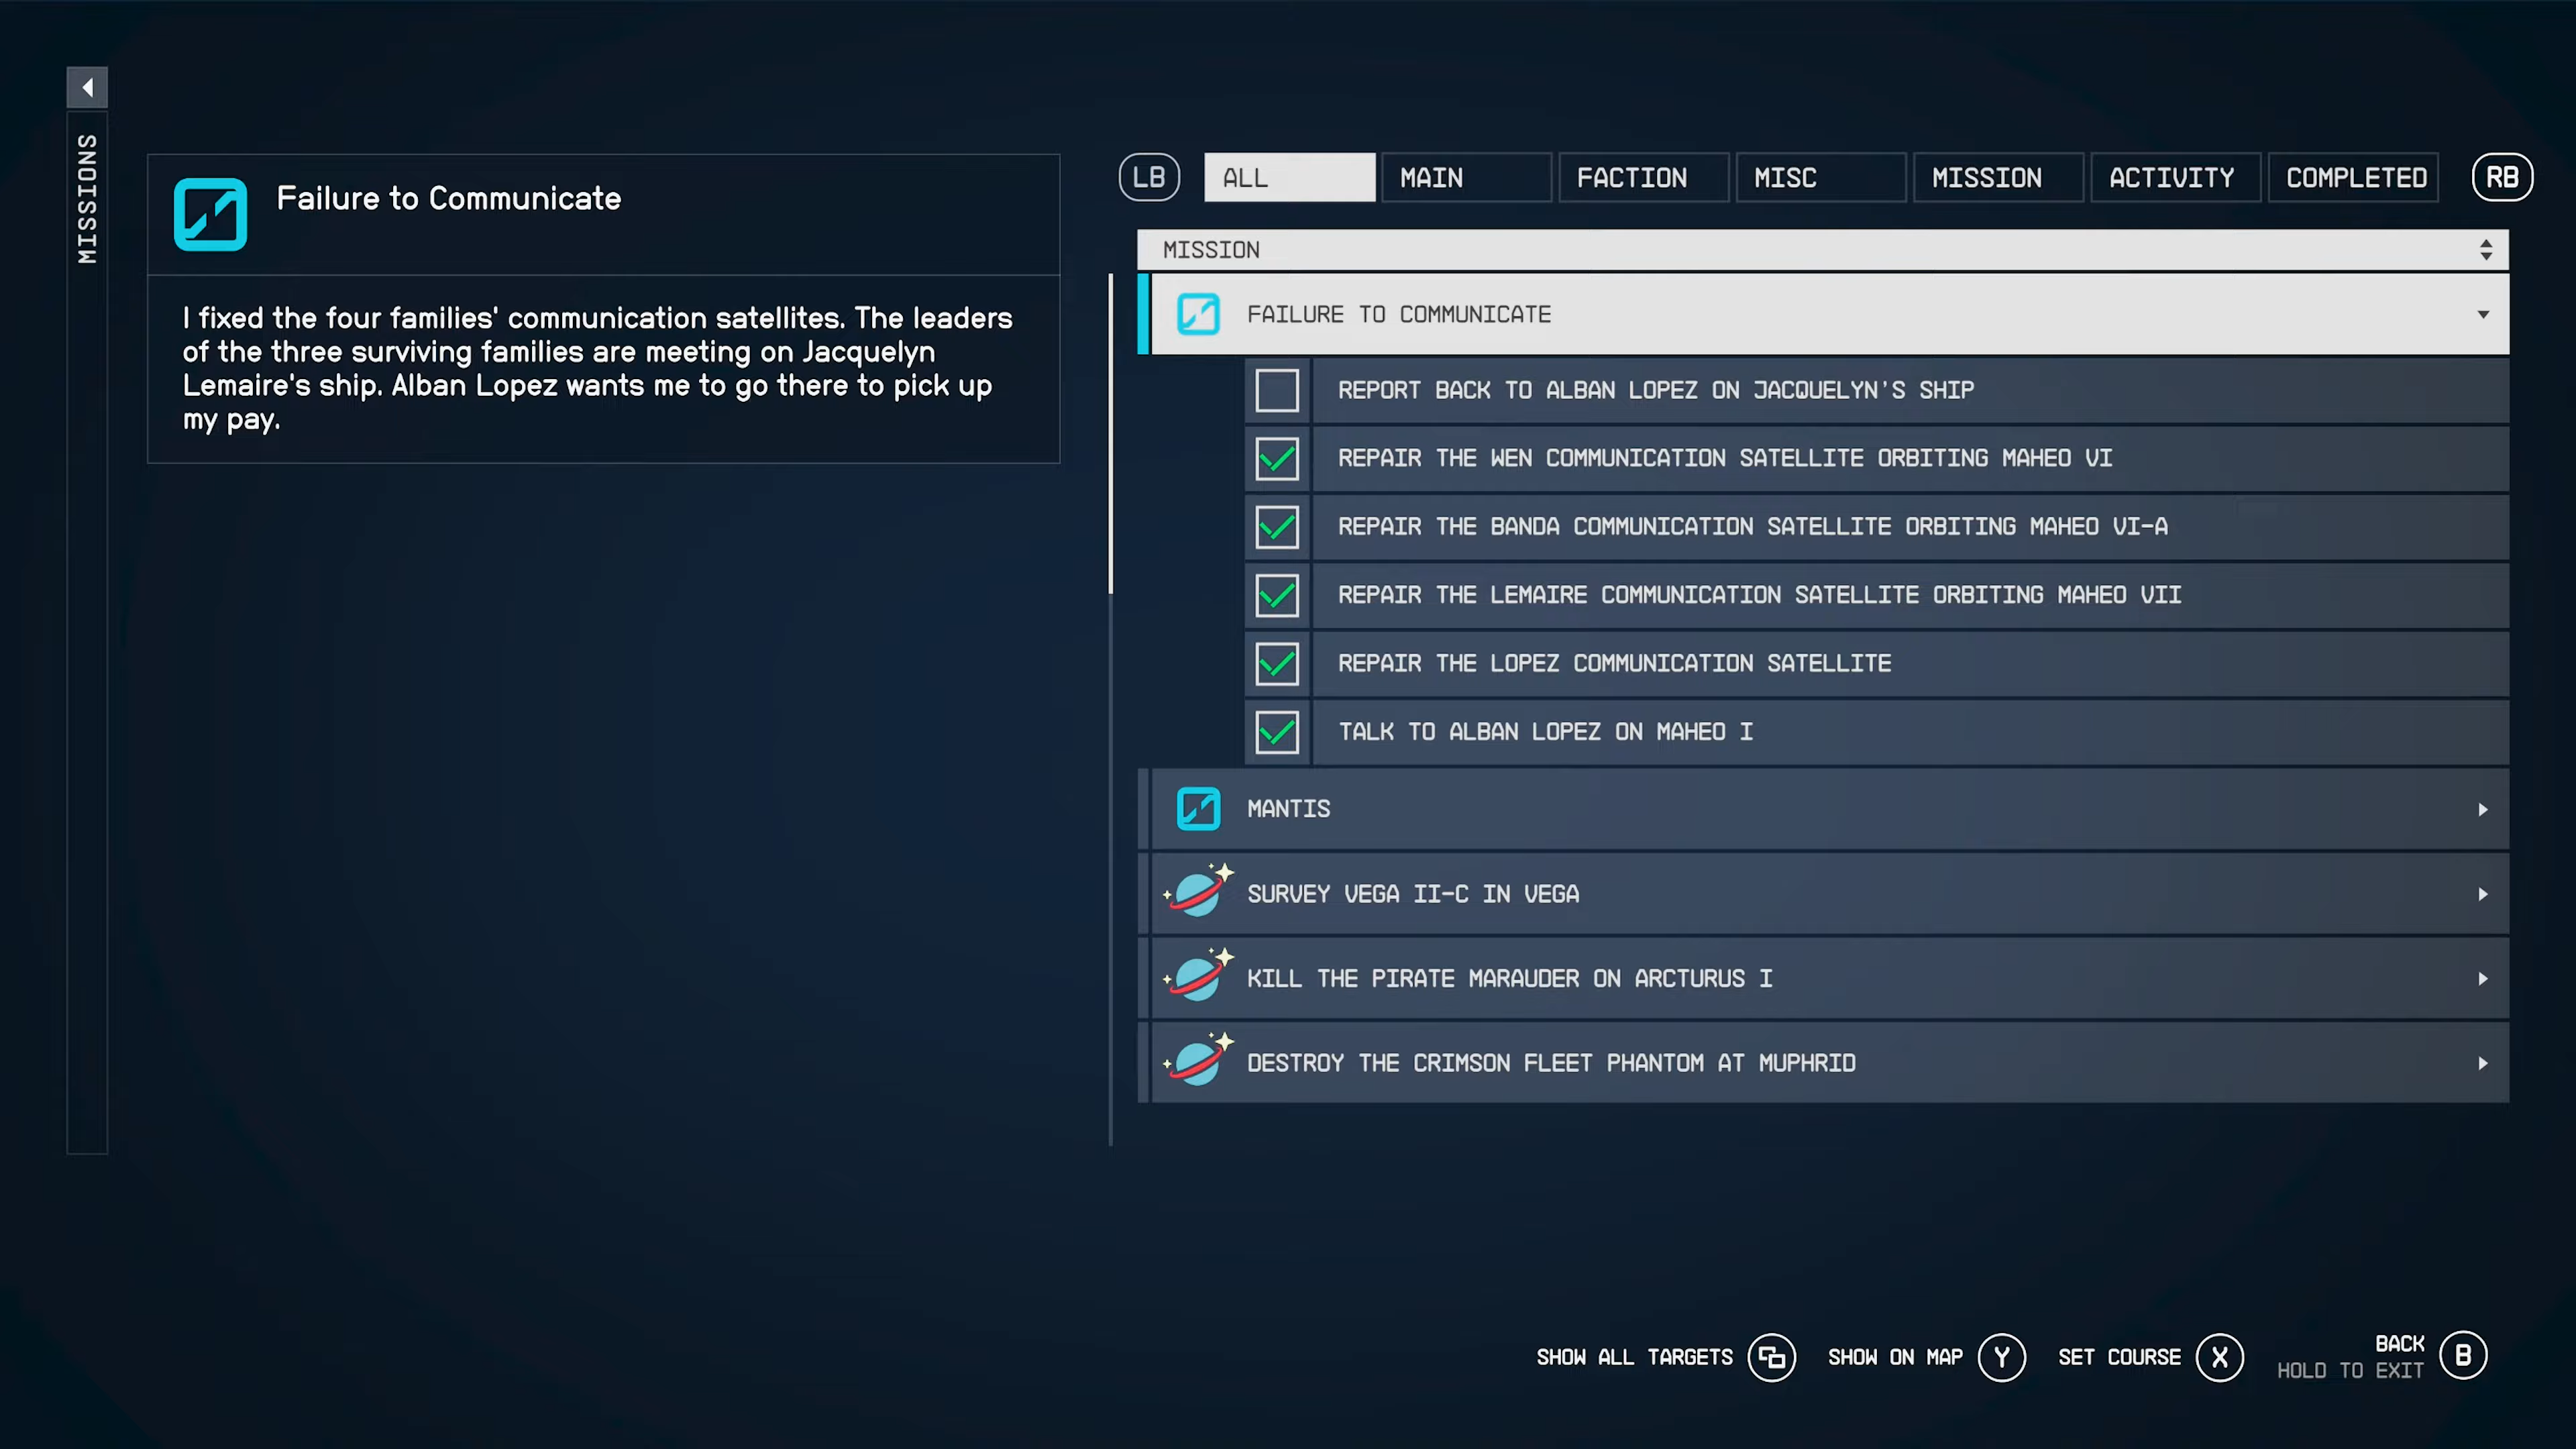 MISSIONS
Failure to Communicate
I fixed the four families' communication satellites. The leaders
of the three surviving families are meeting on Jacquelyn
Lemaire's ship. Alban Lopez wants me to go there to pick up
my pay.
LB ALL MAIN FACTION MISC MISSION ACTIVITY COMPLETED RB
MISSION
FAILURE TO COMMUNICATE
REPORT BACK TO ALBAN LOPEZ ON JACQUELYN'S SHIP
REPAIR THE WEN COMMUNICATION SATELLITE ORBITING MAHEO VI
REPAIR THE BANDA COMMUNICATION SATELLITE ORBITING MAHEO VI-A
REPAIR THE LEMAIRE COMMUNICATION SATELLITE ORBITING MAHEO VII
REPAIR THE LOPEZ COMMUNICATION SATELLITE
TALK TO ALBAN LOPEZ ON MAHEO I
MANTIS
SURVEY VEGA II-C IN VEGA
KILL THE PIRATE MARAUDER ON ARCTURUS I
DESTROY THE CRIMSON FLEET PHANTOM AT MUPHRID
SHOW ALL TARGETS SHOW ON MAP Y SET COURSE X BACK B
HOLD TO EXIT